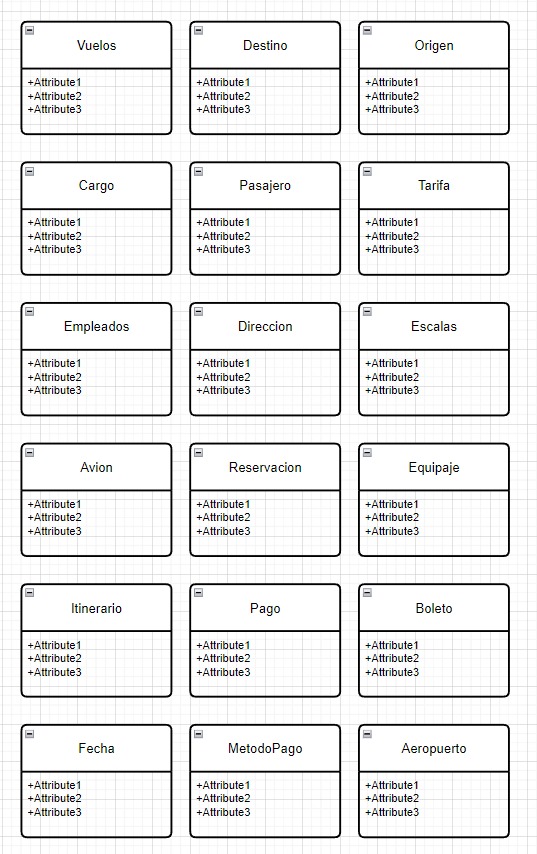 Vuelos
+Attribute1
+Attribute2
+Attribute3
Destino
+Attribute1
+Attribute2
+Attribute3
Origen
+Attribute1
+Attribute2
+Attribute3
Cargo
+Attribute1
+Attribute2
+Attribute3
Pasajero
+Attribute1
+Attribute2
+Attribute3
Tarifa
+Attribute1
+Attribute2
+Attribute3
Empleados
+Attribute1
+Attribute2
+Attribute3
Direccion
+Attribute1
+Attribute2
+Attribute3
Escalas
+Attribute1
+Attribute2
+Attribute3
Avion
+Attribute1
+Attribute2
+Attribute3
Reservacion
+Attribute1
+Attribute2
+Attribute3
Equipaje
+Attribute1
+Attribute2
+Attribute3
Itinerario
+Attribute1
+Attribute2
+Attribute3
Pago
+Attribute1
+Attribute2
+Attribute3
Boleto
+Attribute1
+Attribute2
+Attribute3
Fecha
+Attribute1
+Attribute2
+Attribute3
MetodoPago
+Attribute1
+Attribute2
+Attribute3
Aeropuerto
+Attribute1
+Attribute2
+Attribute3